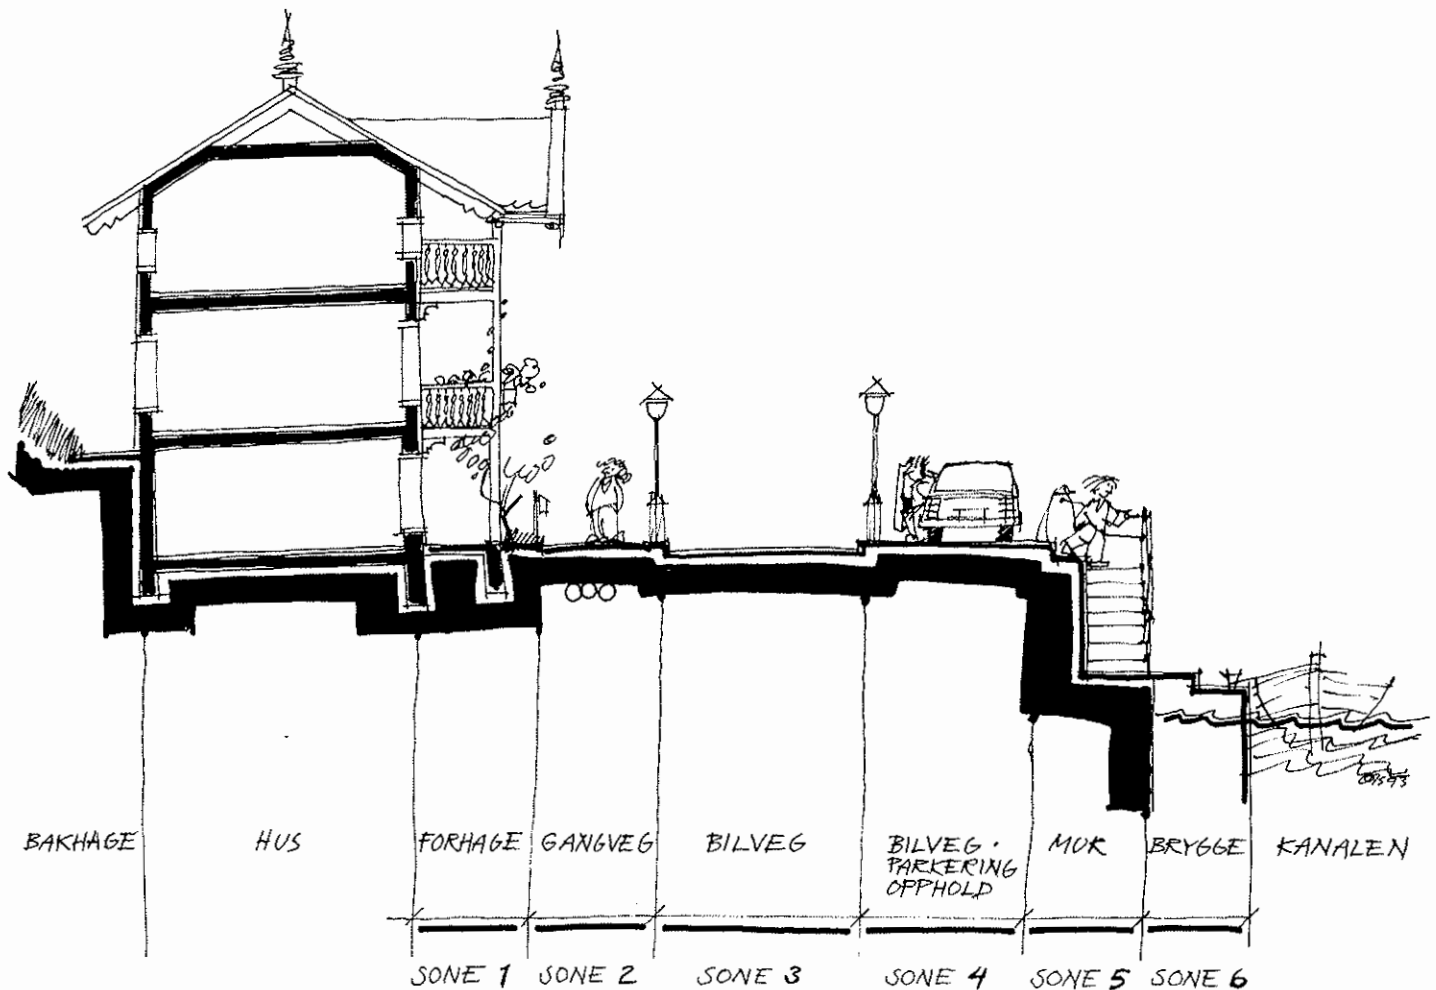 BAKHAGE HUS FORHAGE GANGVEG BILVEG BILVEG · MUR BRYGGE KANALEN
PARKERING
OPPHOLD
SONE 1 SONE 2 SONE 3 SONE 4 SONE 5 SONE 6